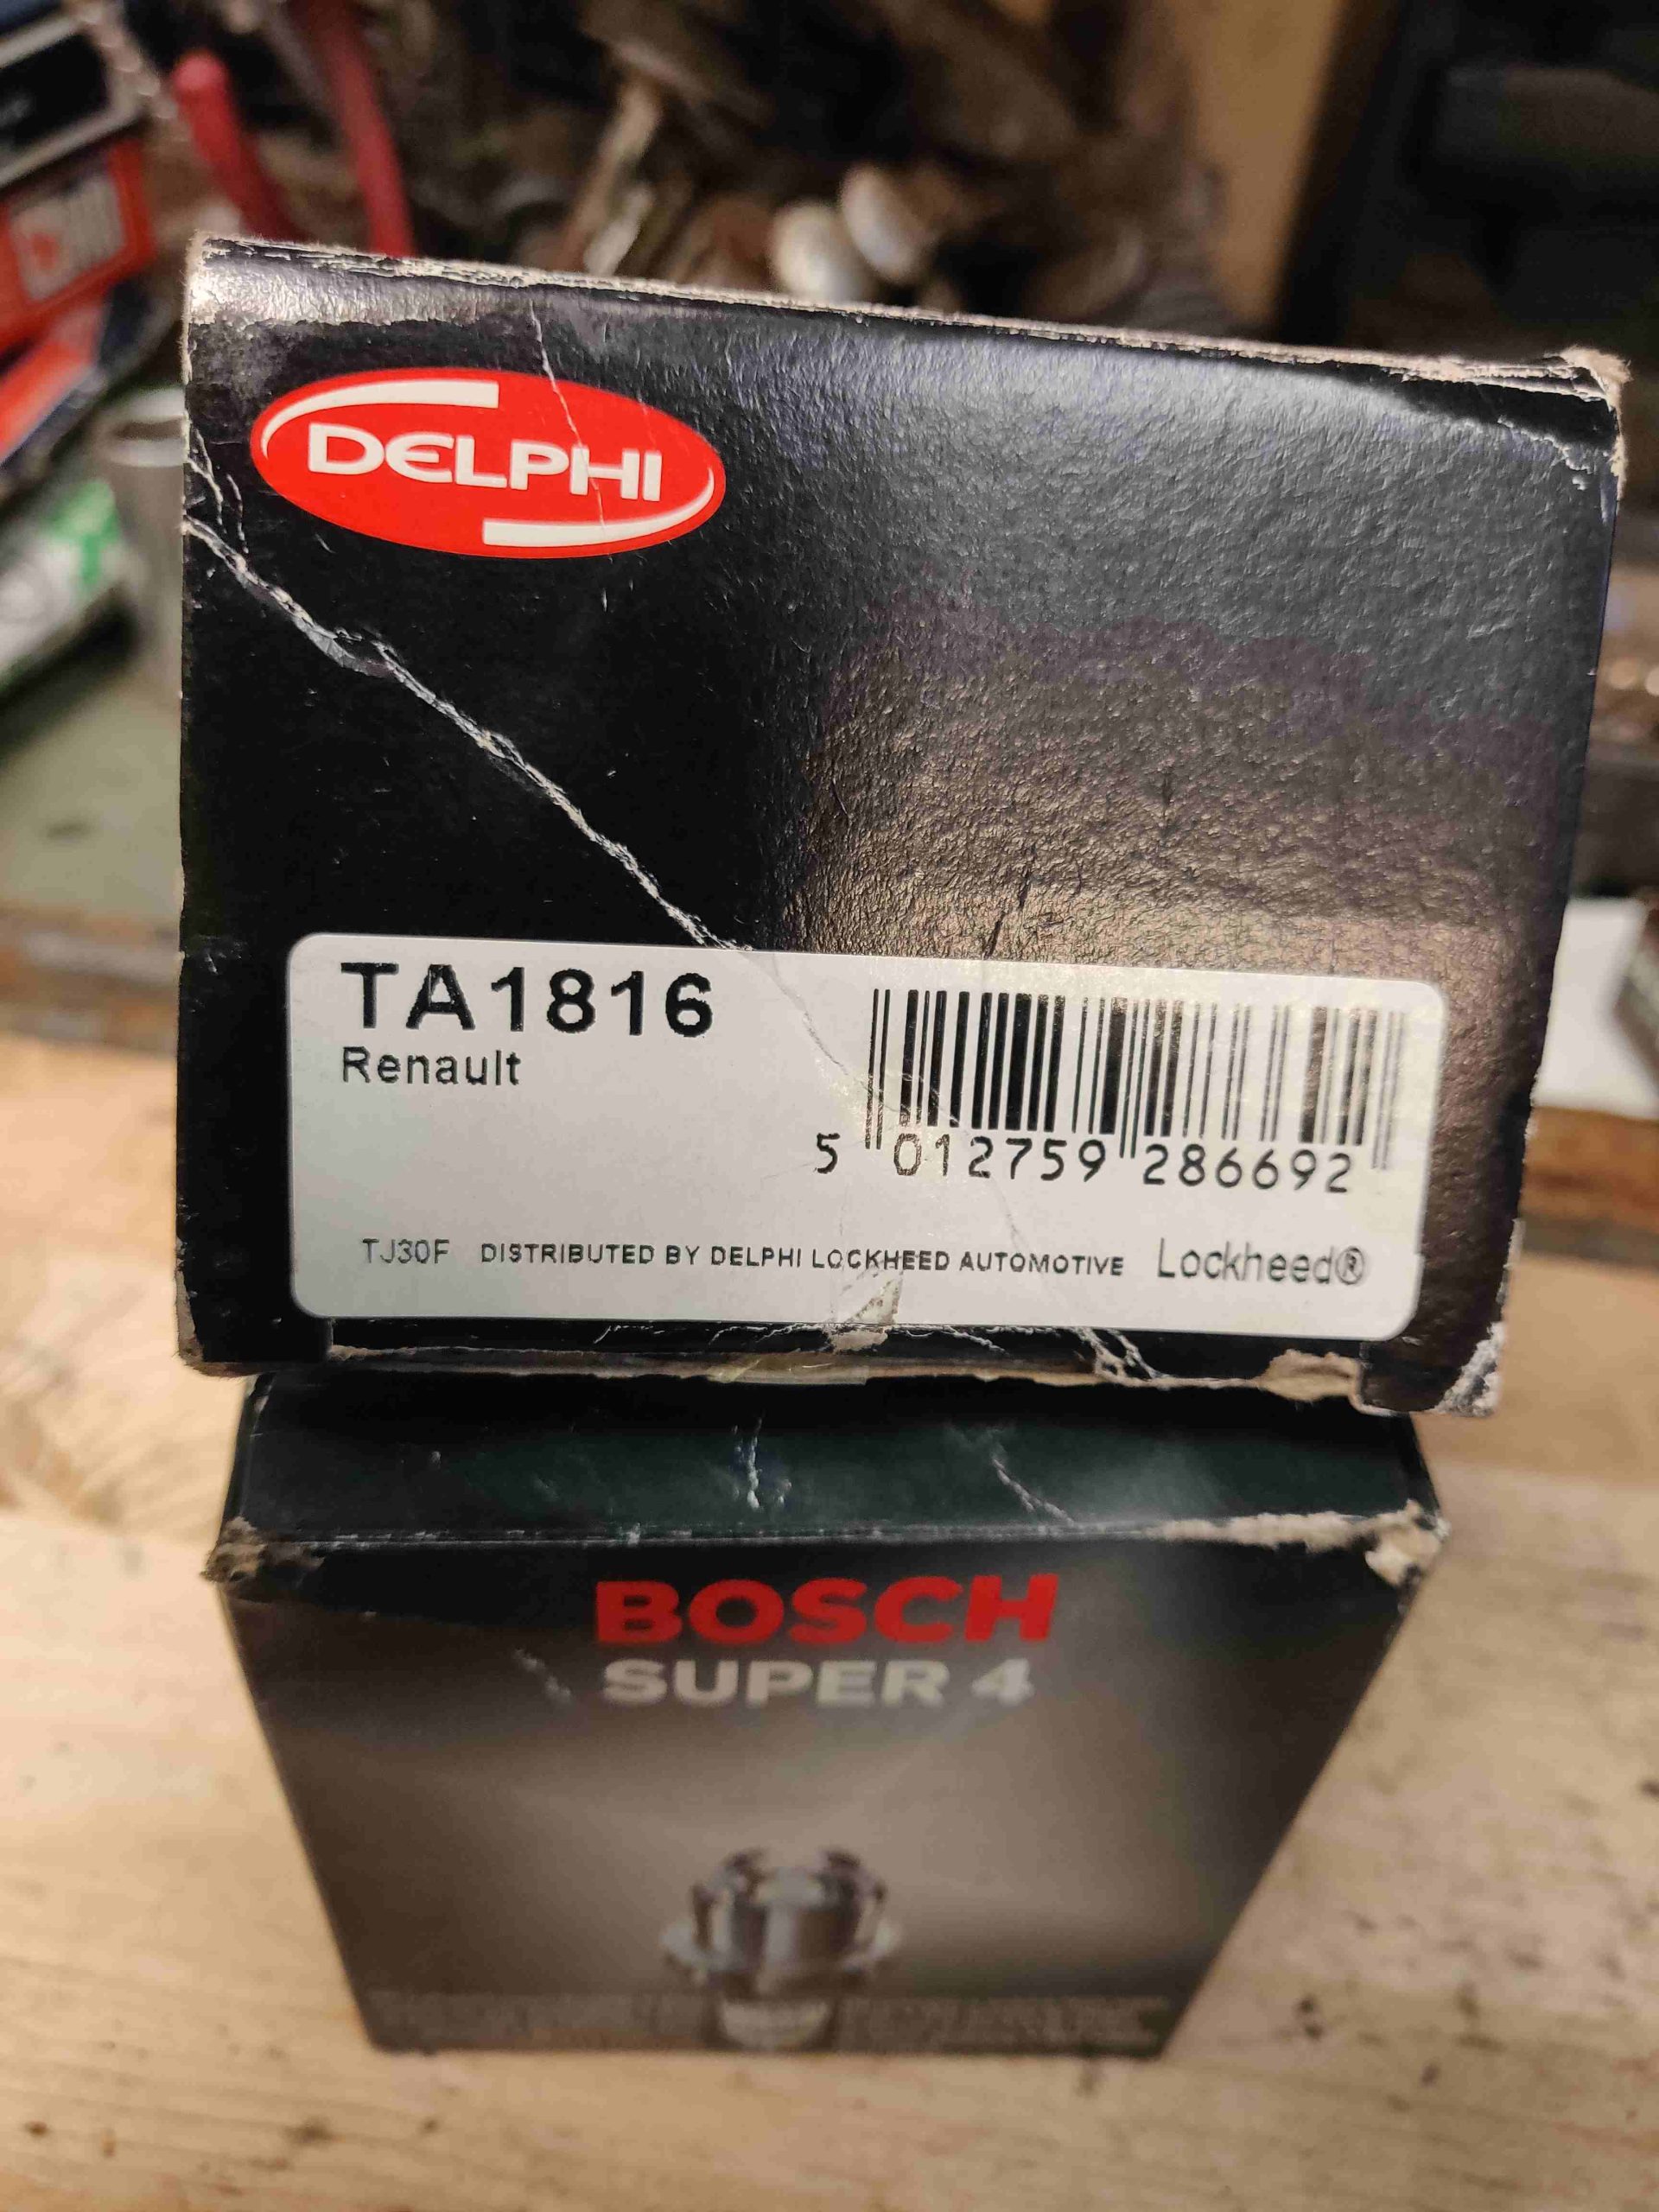 DELPHI
TA1816
Renault
5 012759 286692
TJ30F DISTRIBUTED BY DELPHI LOCKHEED AUTOMOTIVE Lockheed®
BOSCH
SUPER 4